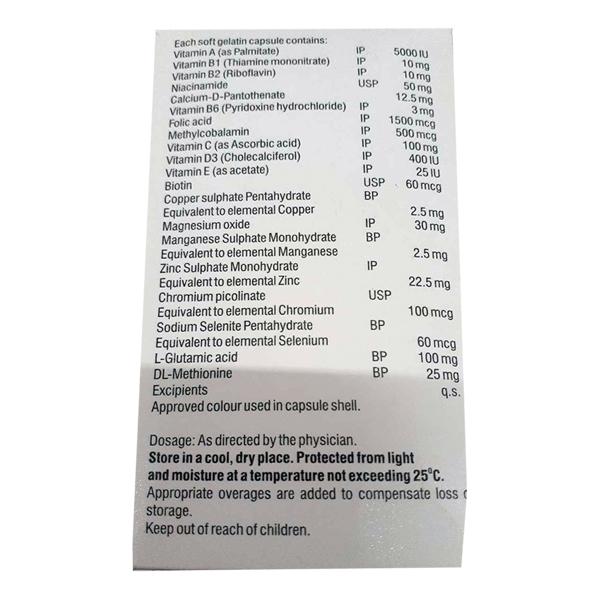 Each soft gelatin capsule contains:
Vitamin A (as Palmitate) IP 5000 IU
Vitamin B1 (Thiamine mononitrate) IP 10 mg
Vitamin B2 (Riboflavin) IP 10 mg
Niacinamide USP 50 mg
Calcium-D-Pantothenate 12.5 mg
Vitamin B6 (Pyridoxine hydrochloride) IP 3 mg
Folic acid IP 1500 mcg
Methylcobalamin IP 500 mcg
Vitamin C (as Ascorbic acid) IP 100 mg
Vitamin D3 (Cholecalciferol) IP 400 IU
Vitamin E (as acetate) IP 25 IU
Biotin USP 60 mcg
Copper sulphate Pentahydrate BP
Equivalent to elemental Copper 2.5 mg
Magnesium oxide IP 30 mg
Manganese Sulphate Monohydrate BP
Equivalent to elemental Manganese 2.5 mg
Zinc Sulphate Monohydrate IP
Equivalent to elemental Zinc 22.5 mg
Chromium picolinate USP
Equivalent to elemental Chromium 100 mcg
Sodium Selenite Pentahydrate BP
Equivalent to elemental Selenium 60 mcg
L-Glutamic acid BP 100 mg
DL-Methionine BP 25 mg
Excipients q.s.
Approved colour used in capsule shell.
Dosage: As directed by the physician.
Store in a cool, dry place. Protected from light
and moisture at a temperature not exceeding 25°C.
Appropriate overages are added to compensate loss
storage.
Keep out of reach of children.